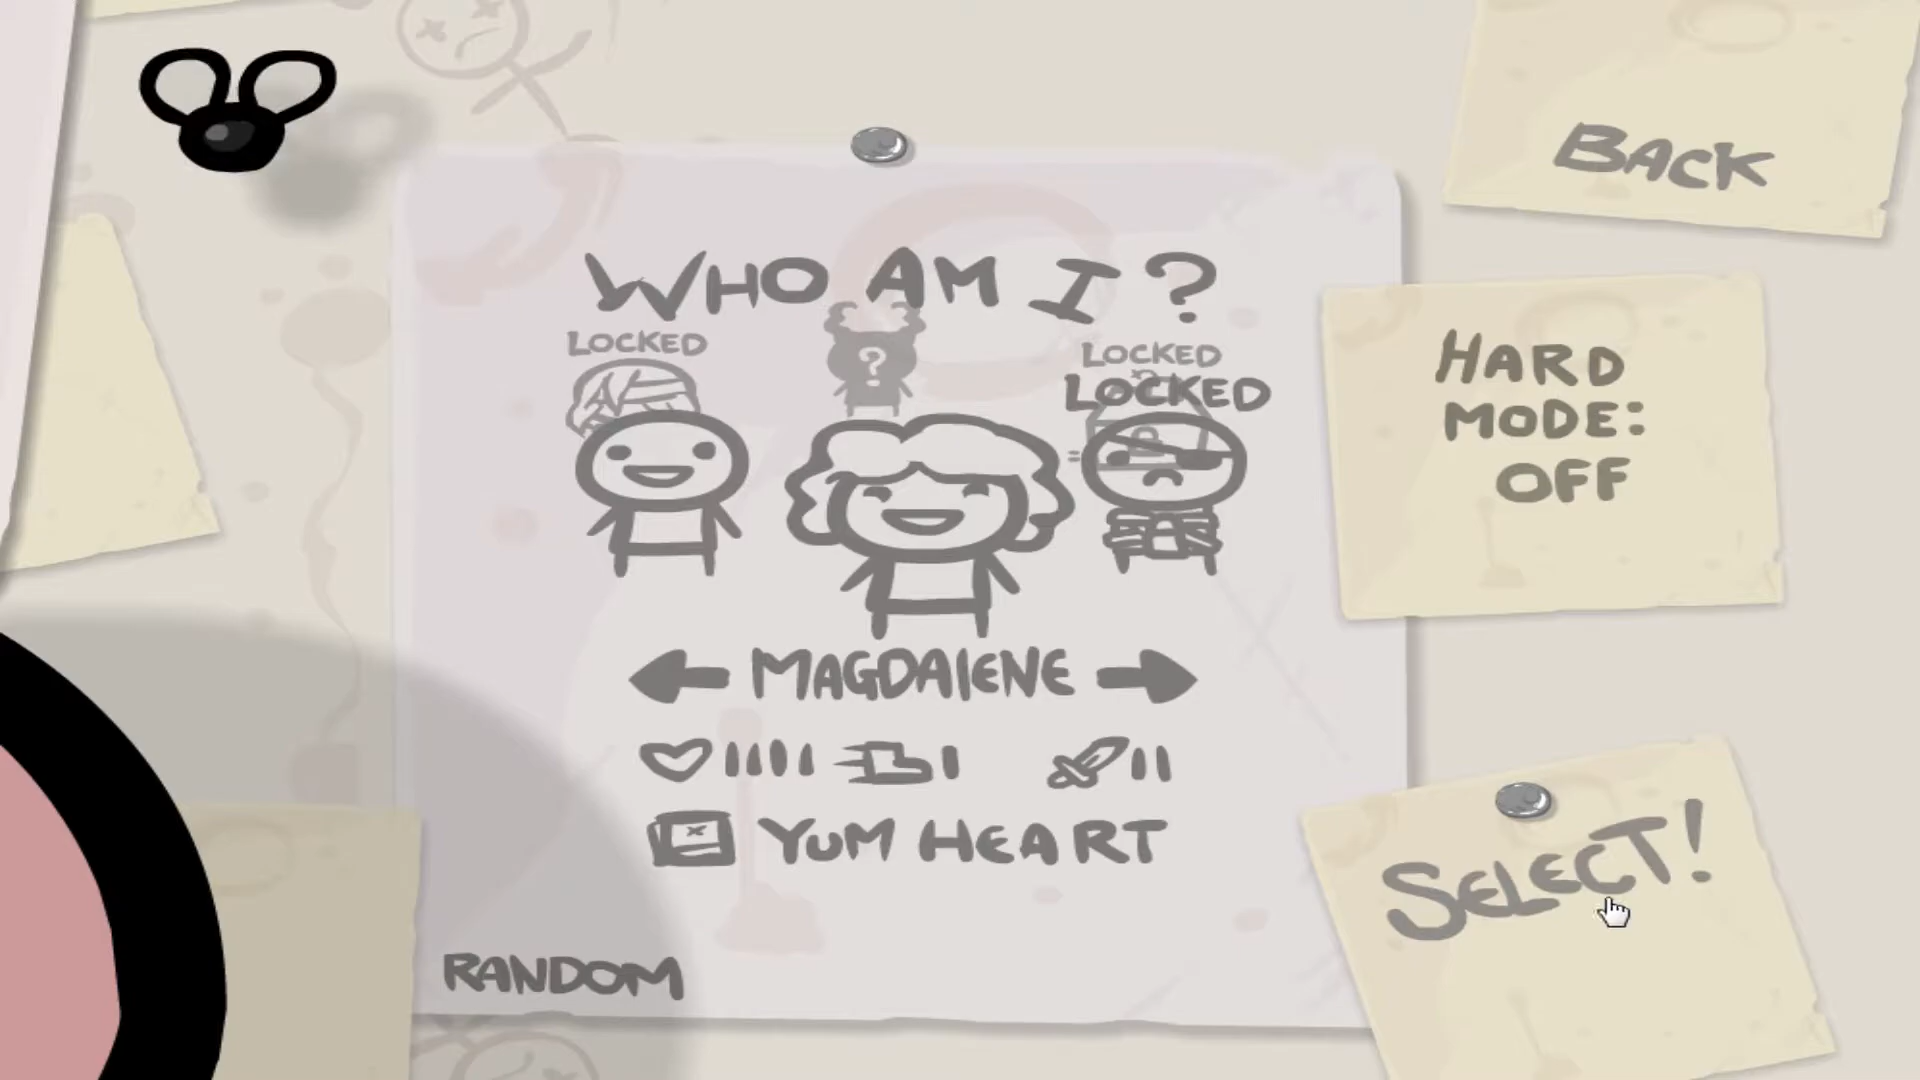 BACK
WHO AM I?
LOCKED
LOCKED
LOCKED
?
HARD
MODE:
OFF
MAGDAlENE
YUM HEART
SELECT!
RANDOM